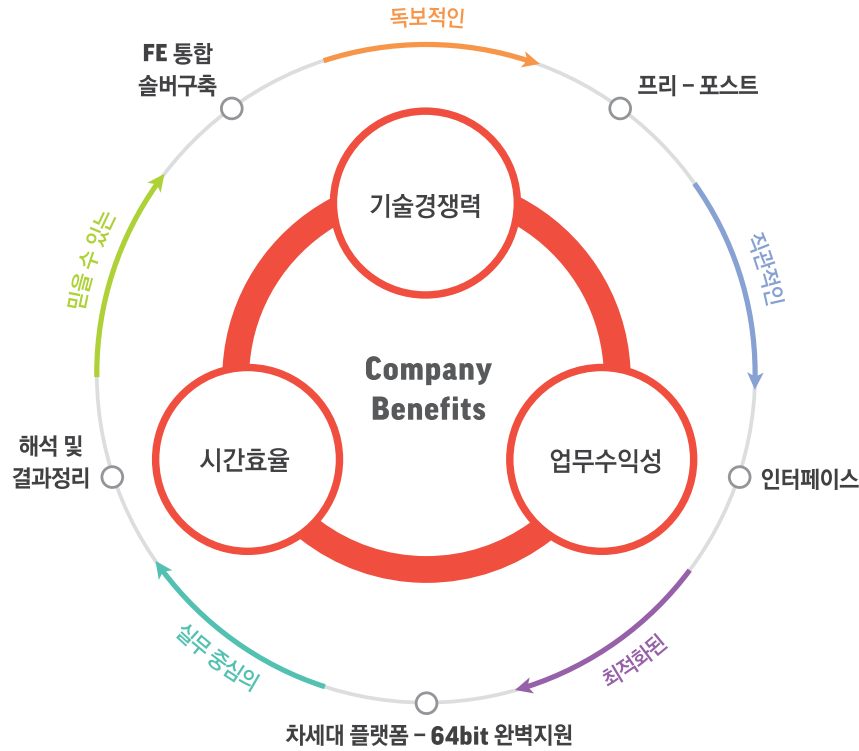 독보적인
FE 통합
솔버구축
프리 – 포스트
기술경쟁력
믿을 수 있는
직관적인
Company
Benefits
해석 및
결과정리
시간효율
업무수익성
인터페이스
실무 중심의
최적화된
차세대 플랫폼 – 64bit 완벽지원